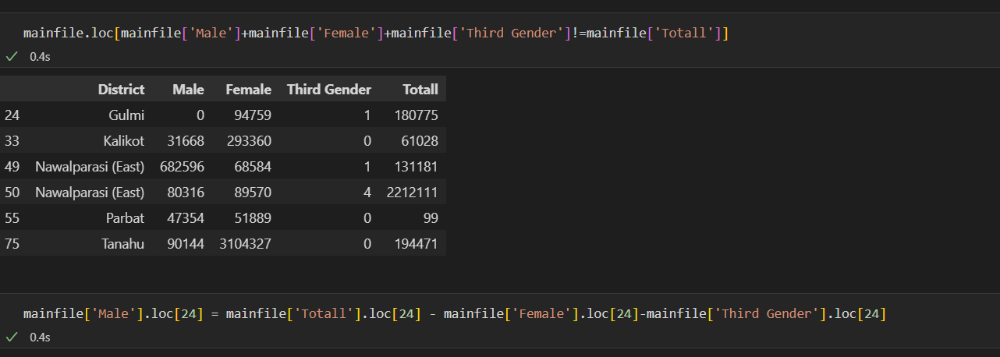 mainfile.loc[mainfile['Male']+mainfile['Female']+mainfile['Third Gender']!=mainfile['Totall']]
0.4s
District Male Female Third Gender Totall
24 Gulmi 0 94759 1 180775
33 Kalikot 31668 293360 0 61028
49 Nawalparasi (East) 682596 68584 1 131181
50 Nawalparasi (East) 80316 89570 4 2212111
55 Parbat 47354 51889 0 99
75 Tanahu 90144 3104327 0 194471
mainfile['Male'].loc[24] = mainfile['Totall'].loc[24] - mainfile['Female'].loc[24]-mainfile['Third Gender'].loc[24]
0.4s